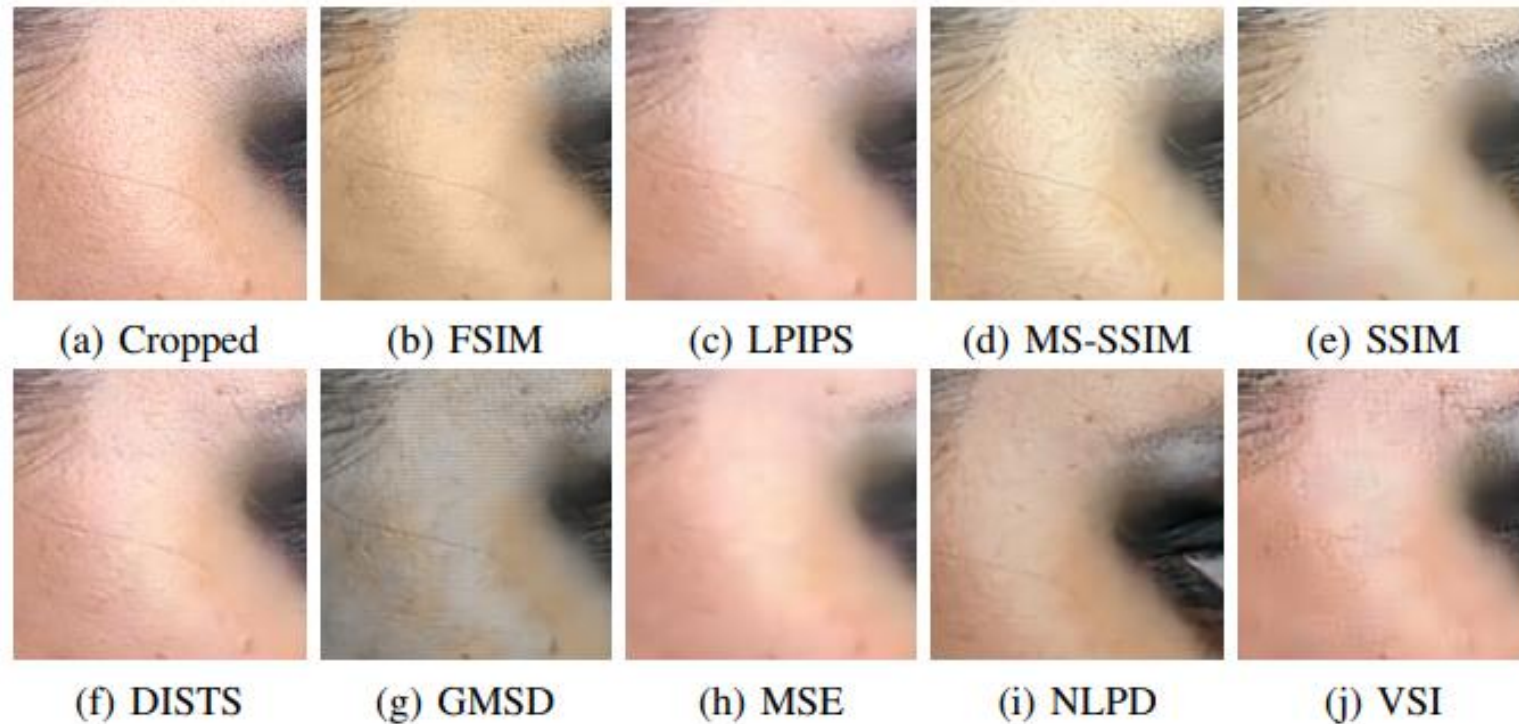 (a) Cropped (b) FSIM (c) LPIPS (d) MS-SSIM (e) SSIM
(f) DISTS (g) GMSD (h) MSE (i) NLPD (j) VSI